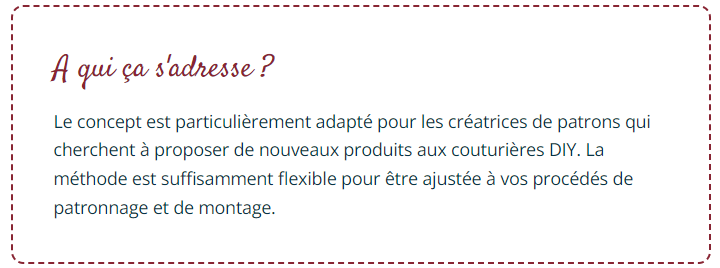 A qui ça s'adresse ?
Le concept est particulièrement adapté pour les créatrices de patrons qui
cherchent à proposer de nouveaux produits aux couturières DIY. La
méthode est suffisamment flexible pour être ajustée à vos procédés de
patronnage et de montage.